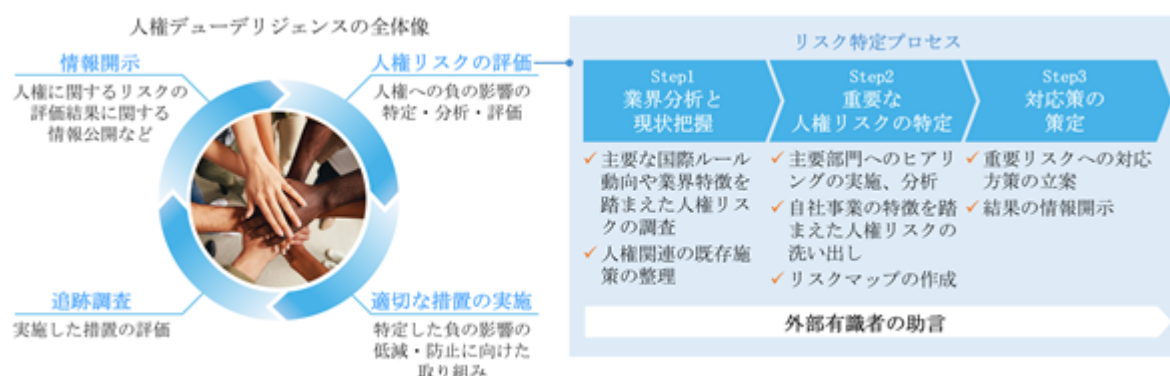 人権デューデリジェンスの全体像
情報開示
人権に関するリスクの
評価結果に関する
情報公開など
人権リスクの評価
人権への負の影響の
特定・分析・評価
追跡調査
実施した措置の評価
適切な措置の実施
特定した負の影響の
低減・防止に向けた
取り組み
リスク特定プロセス
Step1
業界分析と
現状把握
✓主要な国際ルール
動向や業界特徴を
踏まえた人権リス
クの調査
✓人権関連の既存施
策の整理
Step2
重要な
人権リスクの特定
✓主要部門へのヒアリ
ングの実施、分析
✓自社事業の特徴を踏
まえた人権リスクの
洗い出し
✓リスクマップの作成
Step3
対応策の
策定
✓重要リスクへの対応
方策の立案
✓結果の情報開示
外部有識者の助言